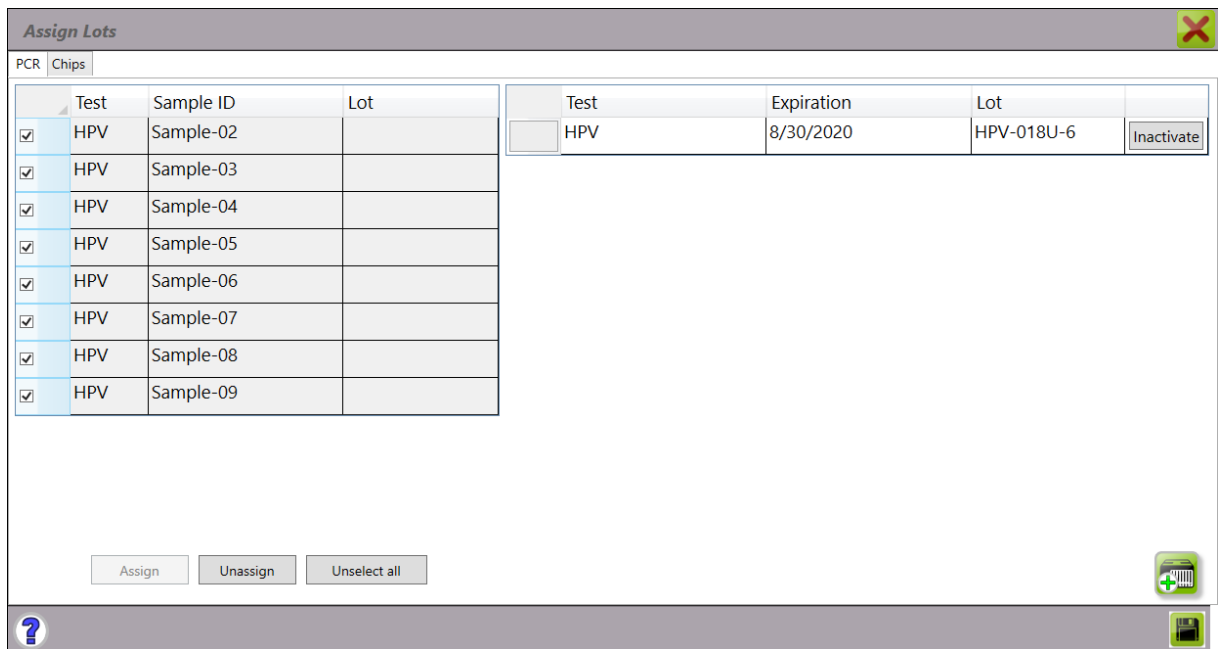 Assign Lots
PCR Chips
Test Sample ID Lot Test Expiration Lot
HPV Sample-02 HPV 8/30/2020 HPV-018U-6 Inactivate
HPV Sample-03
HPV Sample-04
HPV Sample-05
HPV Sample-06
HPV Sample-07
HPV Sample-08
HPV Sample-09
Assign Unassign Unselect all
?